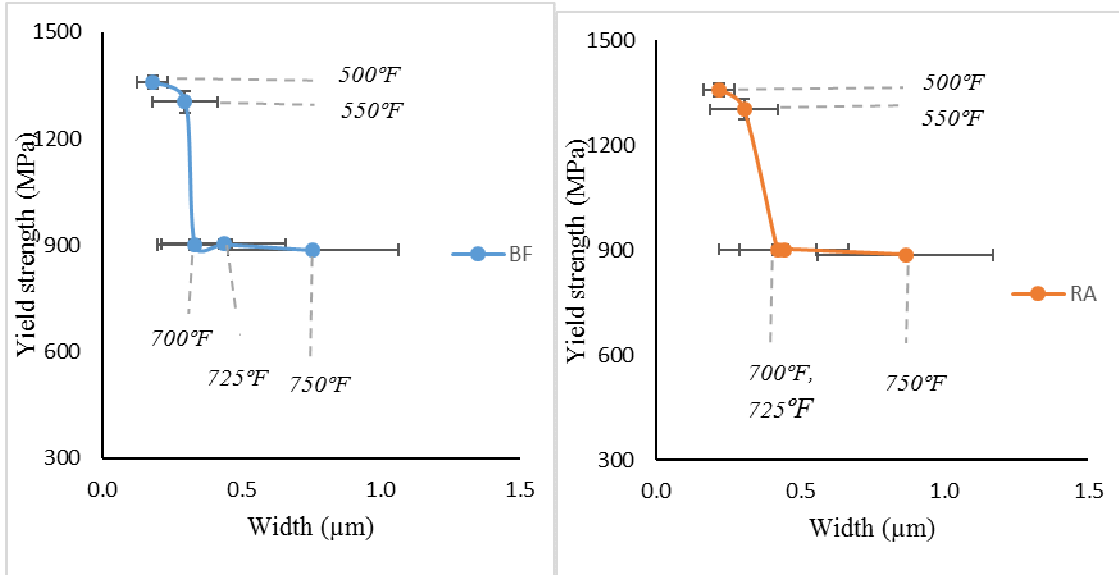 1500
1200
900
600
300
Yield strength (MPa)
500°F
550°F
BF
700°F
725°F
750°F
0.0
0.5
1.0
1.5
Width (µm)
1500
1200
900
600
300
Yield strength (MPa)
500°F
550°F
RA
700°F,
725°F
750°F
0.0
0.5
1.0
1.5
Width (µm)